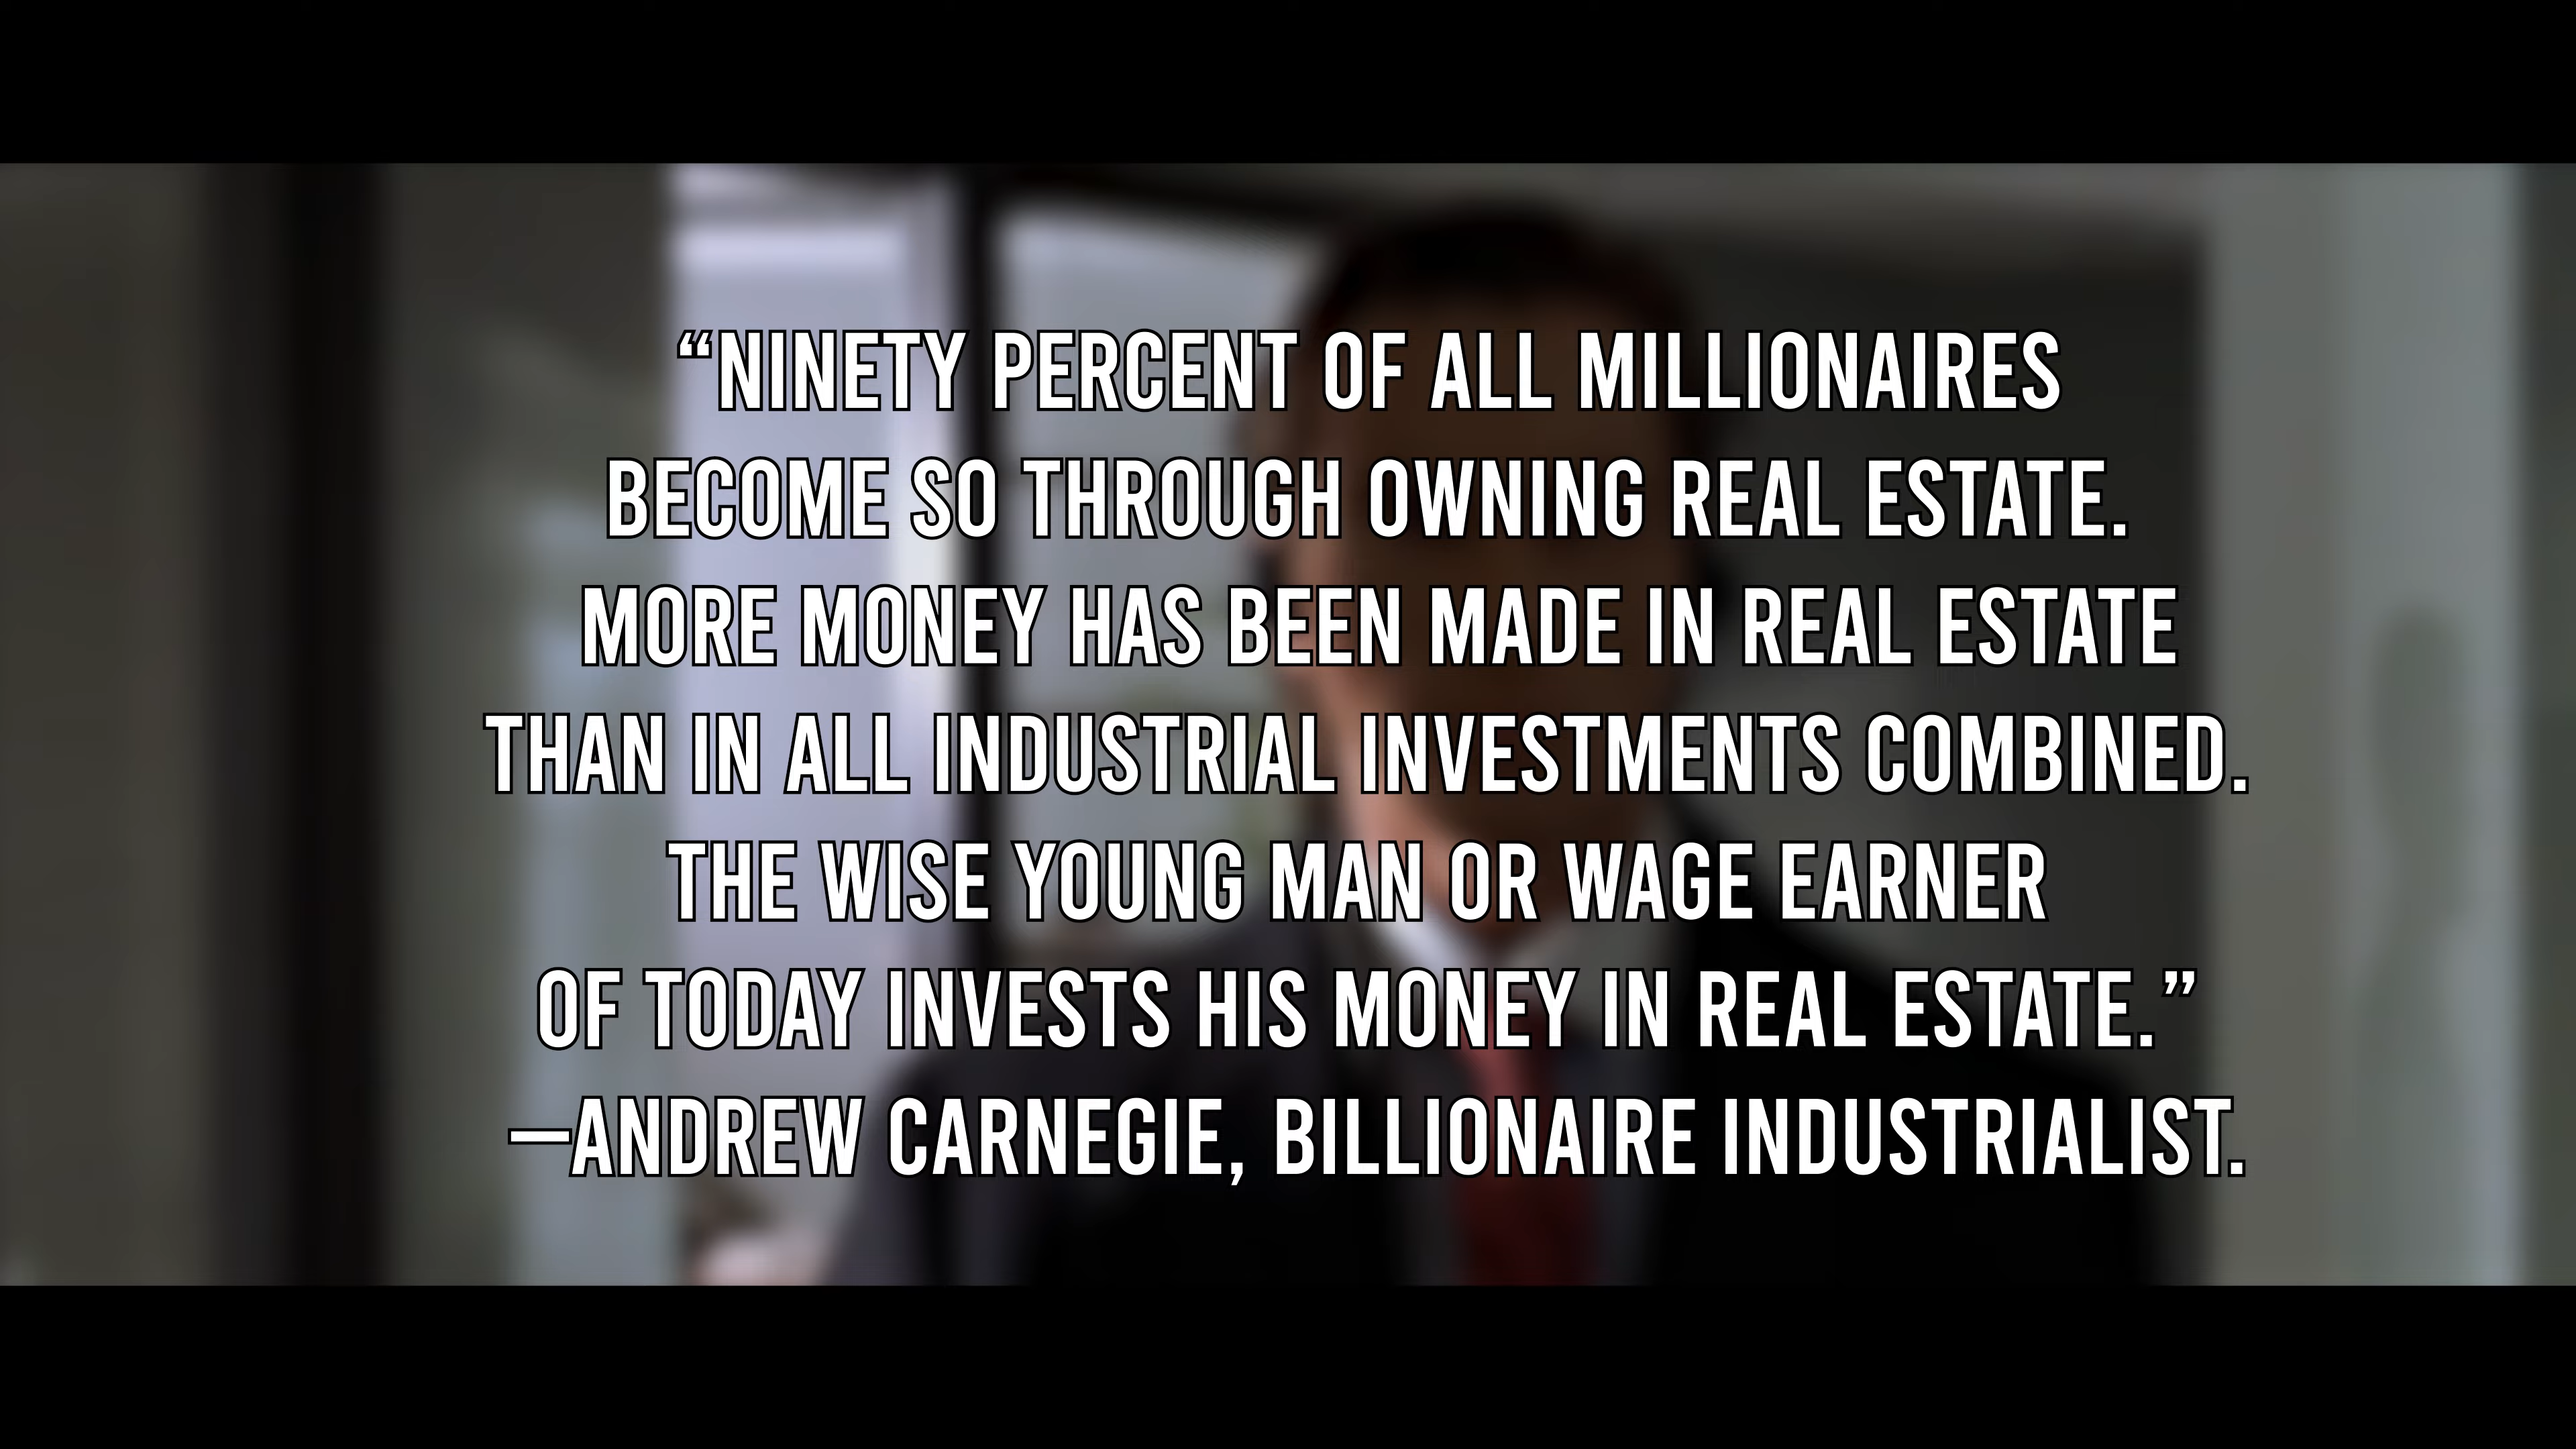 “NINETY PERCENT OF ALL MILLIONAIRES
BECOME SO THROUGH OWNING REAL ESTATE.
MORE MONEY HAS BEEN MADE IN REAL ESTATE
THAN IN ALL INDUSTRIAL INVESTMENTS COMBINED.
THE WISE YOUNG MAN OR WAGE EARNER
OF TODAY INVESTS HIS MONEY IN REAL ESTATE.”
—ANDREW CARNEGIE, BILLIONAIRE INDUSTRIALIST.